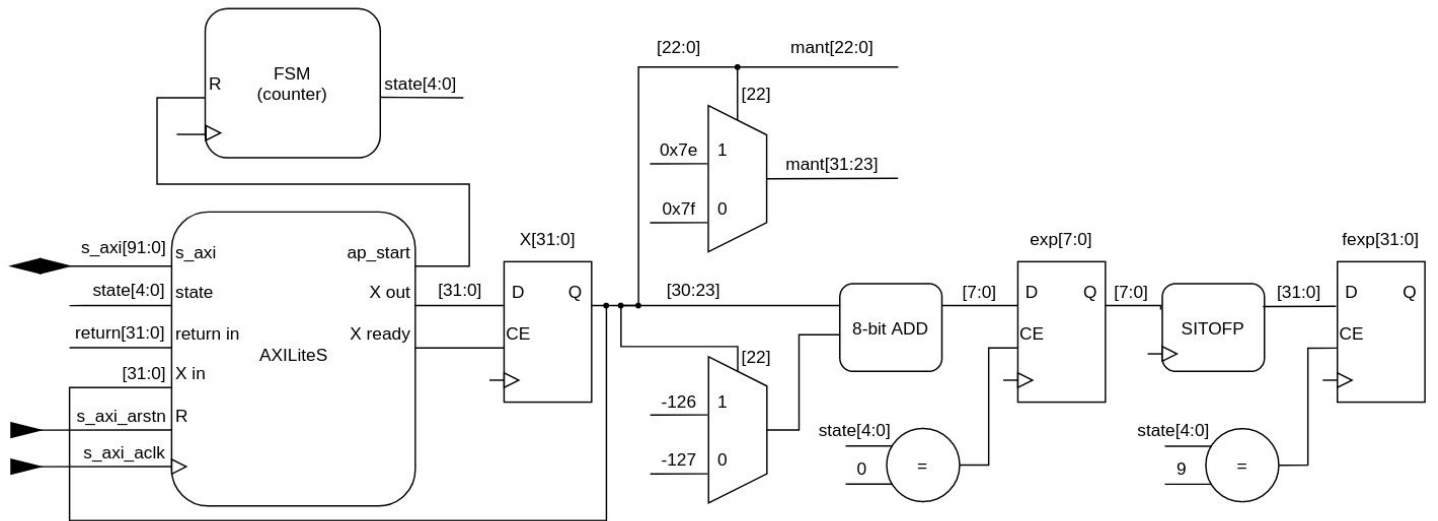 [22:0]
mant[22:0]
R
FSM
(counter)
state[4:0]
[22]
0x7e
1
mant[31:23]
0x7f
0
s_axi[91:0]
s_axi
ap_start
X[31:0]
exp[7:0]
fexp[31:0]
state[4:0]
state
X out
[31:0]
D
Q
[30:23]
[7:0]
D
Q
[7:0]
[31:0]
D
Q
return[31:0]
return in
X ready
CE
8-bit ADD
CE
SITOFP
CE
AXILiteS
[31:0]
X in
[22]
s_axi_arstn
R
-126
1
s_axi_aclk
-127
0
state[4:0]
0
=
state[4:0]
9
=